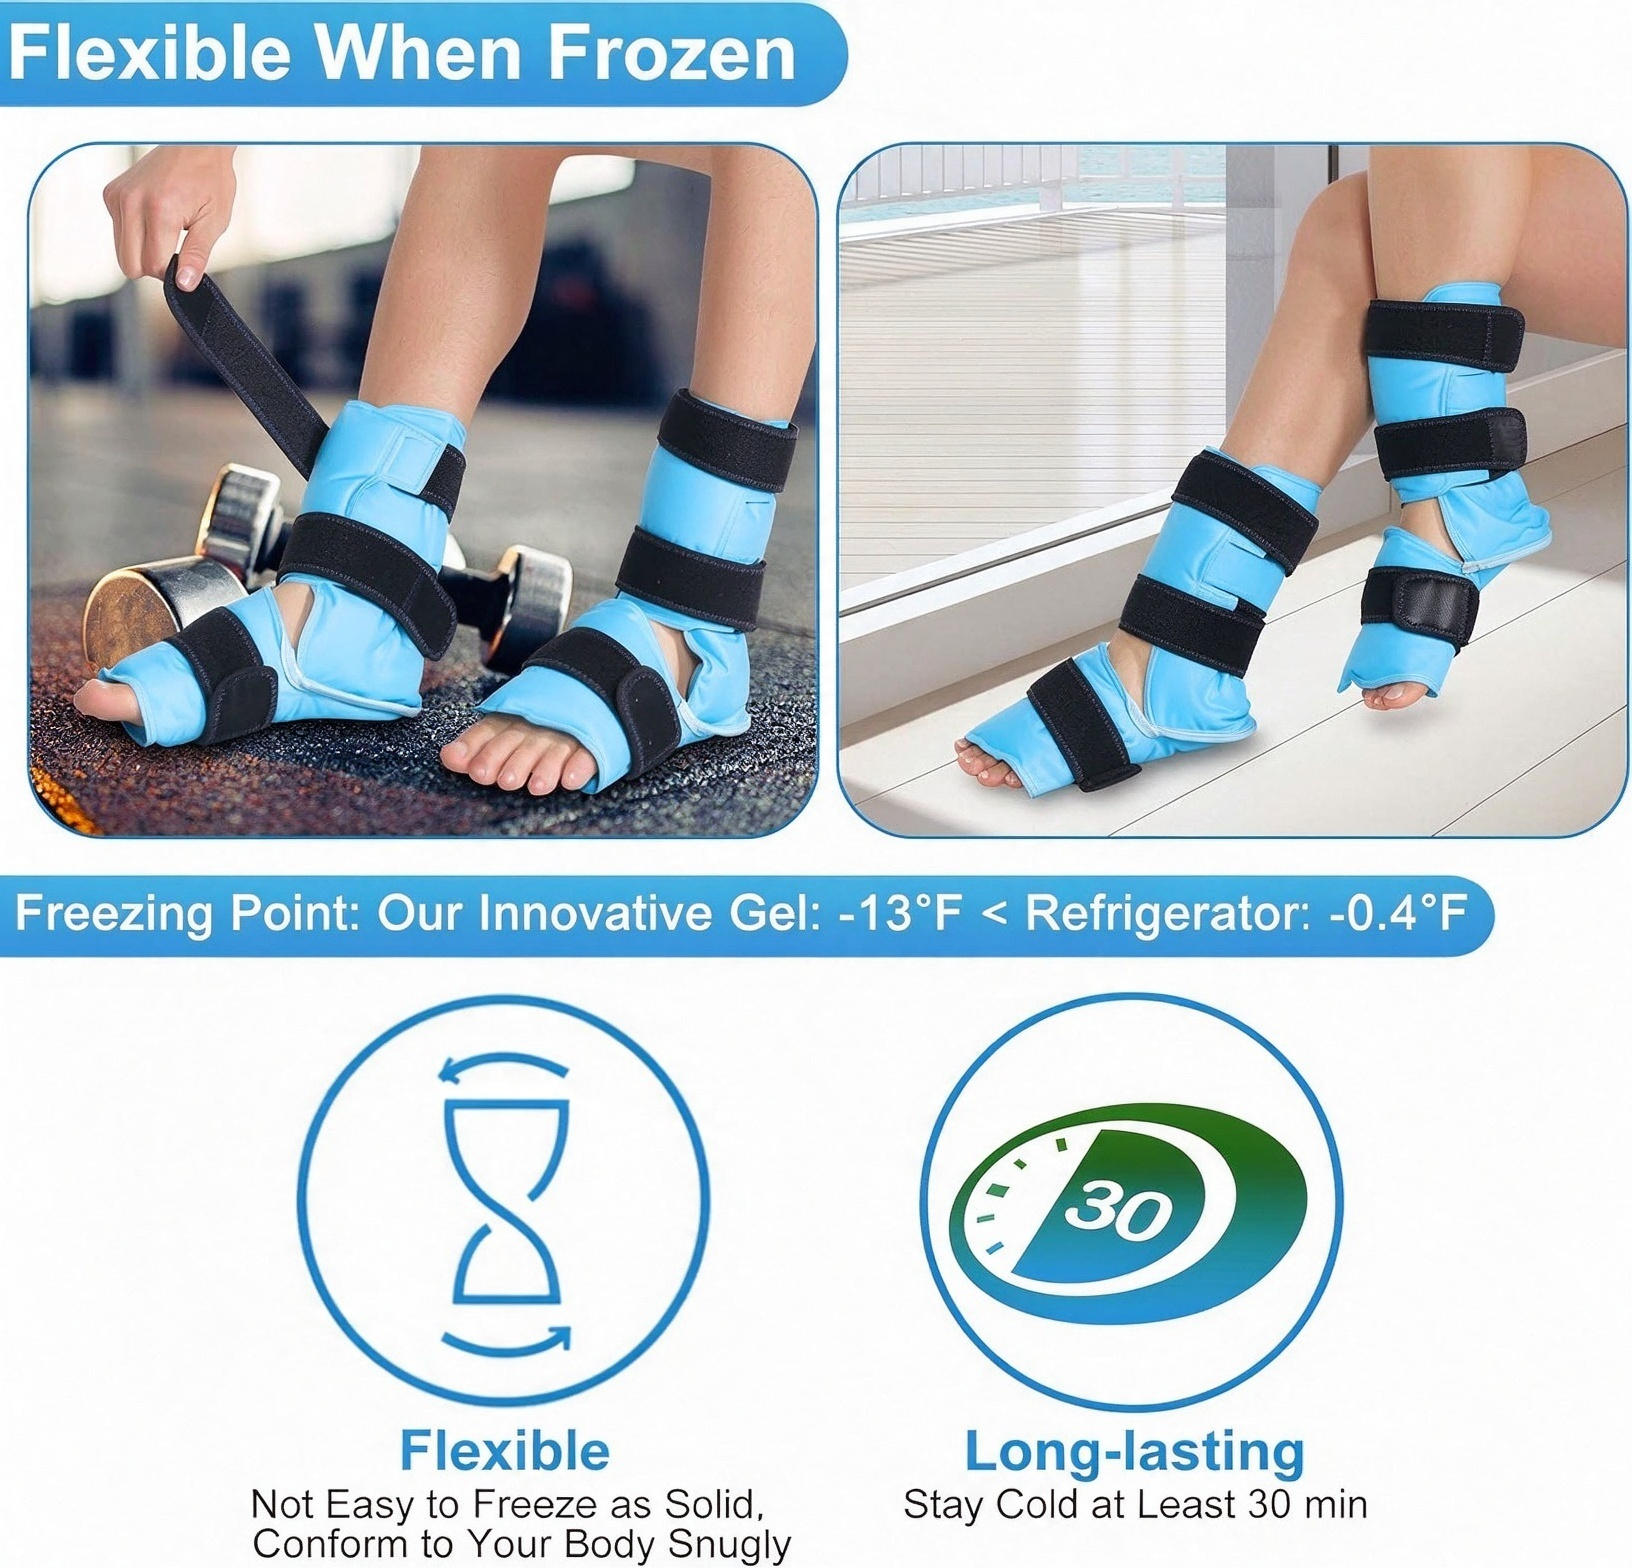 Flexible When Frozen
Freezing Point: Our Innovative Gel: -13°F < Refrigerator: -0.4°F
30
Flexible
Not Easy to Freeze as Solid,
Conform to Your Body Snugly
Long-lasting
Stay Cold at Least 30 min